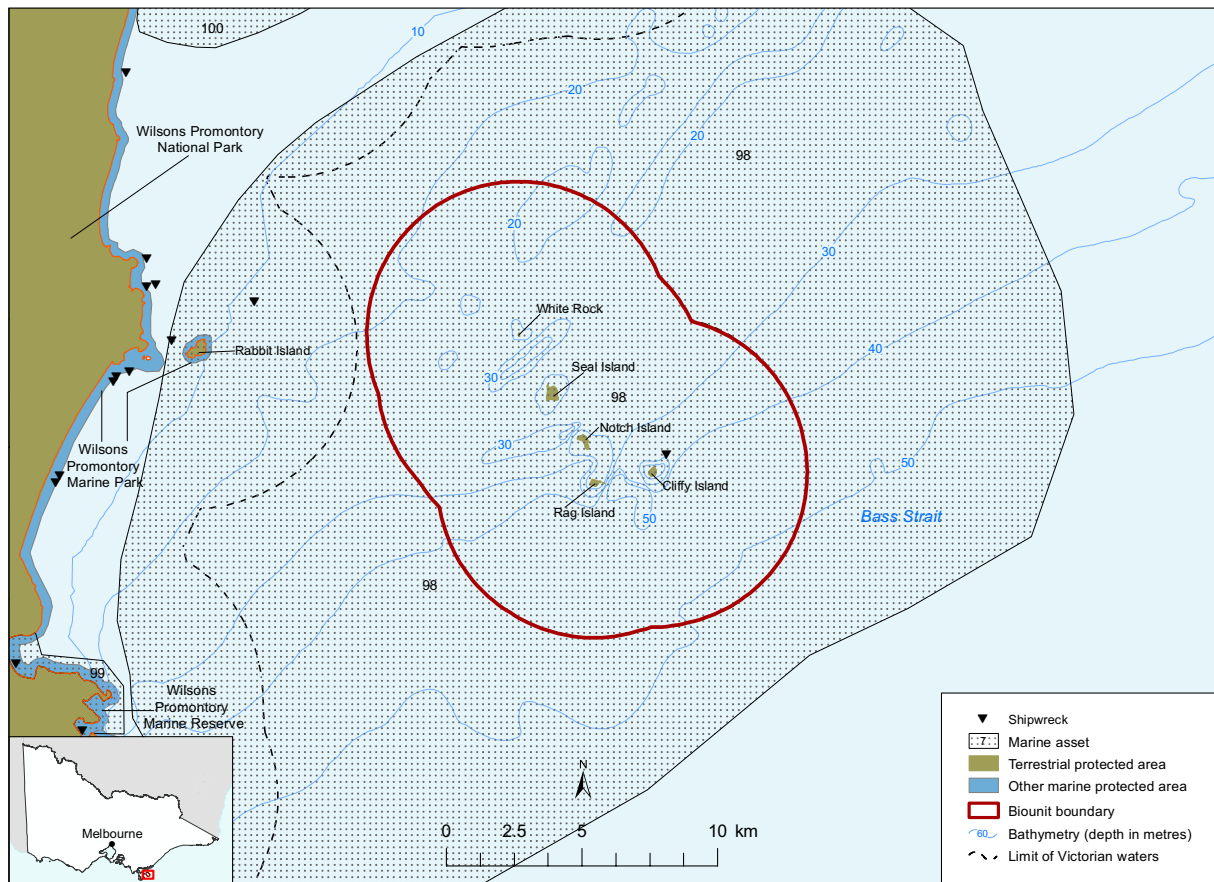 100
10
20
Wilsons Promontory
National Park
20
98
20
30
White Rock
Rabbit Island
40
Seal Island
30
98
Notch Island
30
Wilsons
Promontory
Marine Park
50
Cliffy Island
Rag Island
50
Bass Strait
98
99
Wilsons
Promontory
Marine Reserve
Melbourne
N
0 2.5 5 10 km
Shipwreck
7 Marine asset
Terrestrial protected area
Other marine protected area
Biounit boundary
60 Bathymetry (depth in metres)
Limit of Victorian waters